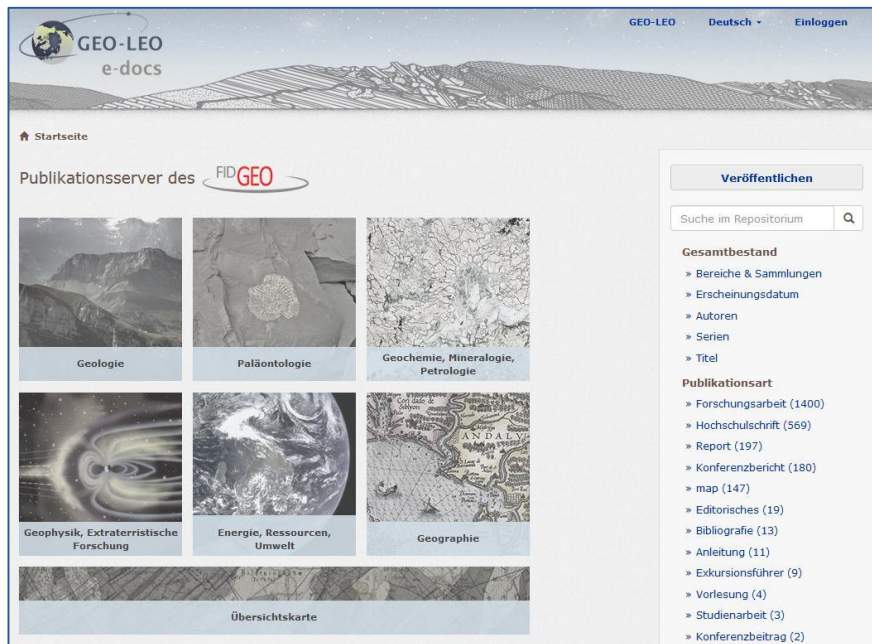 GEO-LEO
e-docs
GEO-LEO Deutsch Einloggen
Startseite
Publikationsserver des FID GEO
Geologie
Paläontologie
Geochemie, Mineralogie,
Petrologie
ANDALV
Geophysik, Extraterristische
Forschung
Energie, Ressourcen,
Umwelt
Geographie
Übersichtskarte
Veröffentlichen
Suche im Repositorium
Gesamtbestand
» Bereiche & Sammlungen
» Erscheinungsdatum
» Autoren
» Serien
» Titel
Publikationsart
» Forschungsarbeit (1400)
» Hochschulschrift (569)
» Report (197)
» Konferenzbericht (180)
» map (147)
» Editorisches (19)
» Bibliografie (13)
» Anleitung (11)
» Exkursionsführer (9)
» Vorlesung (4)
» Studienarbeit (3)
» Konferenzbeitrag (2)